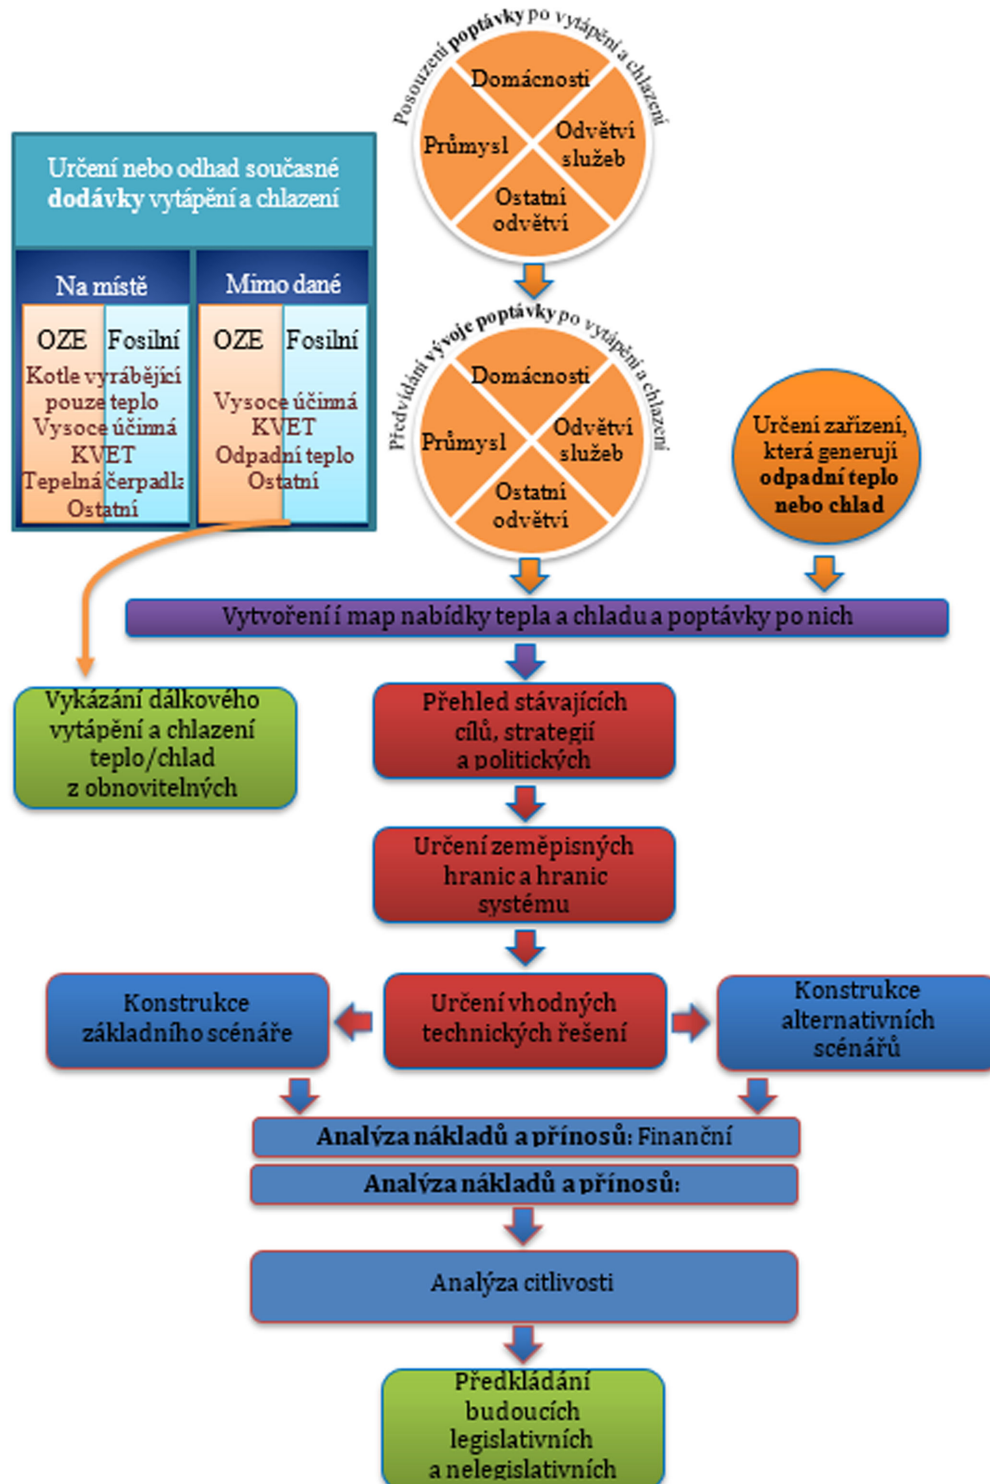 Posouzení poptávky po vytápění a chlazení
Domácnosti
Průmysl
Odvětví
služeb
Ostatní
odvětví
Určení nebo odhad současné
dodávky vytápění a chlazení
Na místě
Mimo dané
OZE
Fosilní
OZE
Fosilní
Kotle vyrábějící
pouze teplo
Vysoce účinná
KVET
Tepelná čerpadla
Ostatní
Vysoce účinná
KVET
Odpadní teplo
Ostatní
Předvídání vývoje poptávky po vytápění a chlazení
Domácnosti
Průmysl
Odvětví
služeb
Ostatní
odvětví
Určení zařízení,
která generují
odpadní teplo
nebo chlad
Vytvoření í map nabídky tepla a chladu a poptávky po nich
Vykázání dálkového
vytápění a chlazení
teplo/chlad
z obnovitelných
Přehled stávajících
cílů, strategií
a politických
Určení zeměpisných
hranic a hranic
systému
Konstrukce
základního scénáře
Určení vhodných
technických řešení
Konstrukce
alternativních
scénářů
Analýza nákladů a přínosů: Finanční
Analýza nákladů a přínosů:
Analýza citlivosti
Předkládání
budoucích
legislativních
a nelegislativních